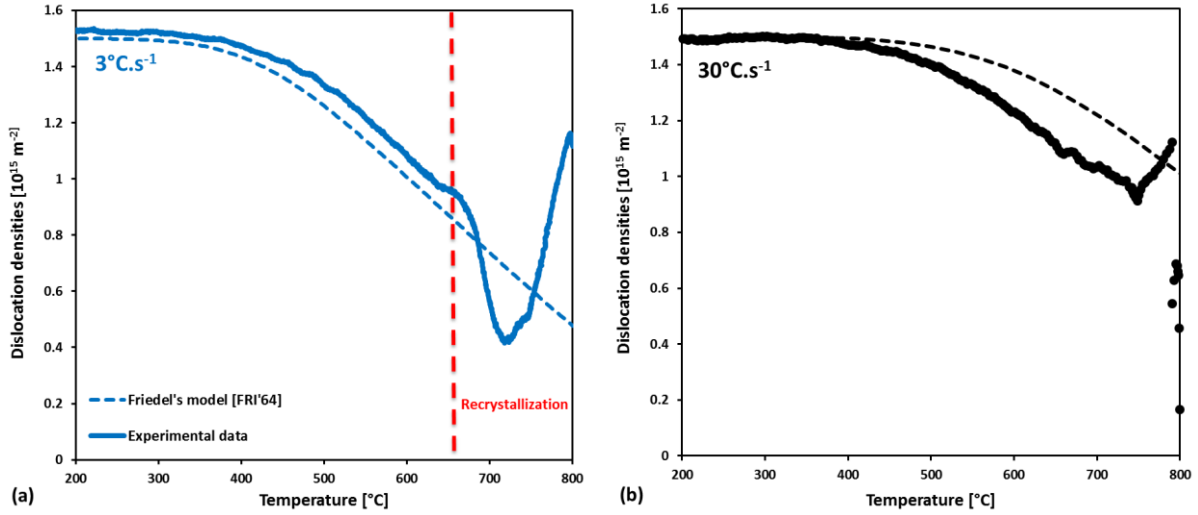 1.6
1.4
1.2
1
0.8
0.6
0.4
0.2
0
Dislocation densities [10¹⁵ m⁻²]
3°C.s⁻¹
Friedel's model [FRI'64]
Experimental data
Recrystallization
200 300 400 500 600 700 800
Temperature [°C]
(a)
1.6
1.4
1.2
1
0.8
0.6
0.4
0.2
0
Dislocation densities [10¹⁵ m⁻²]
30°C.s⁻¹
200 300 400 500 600 700 800
Temperature [°C]
(b)